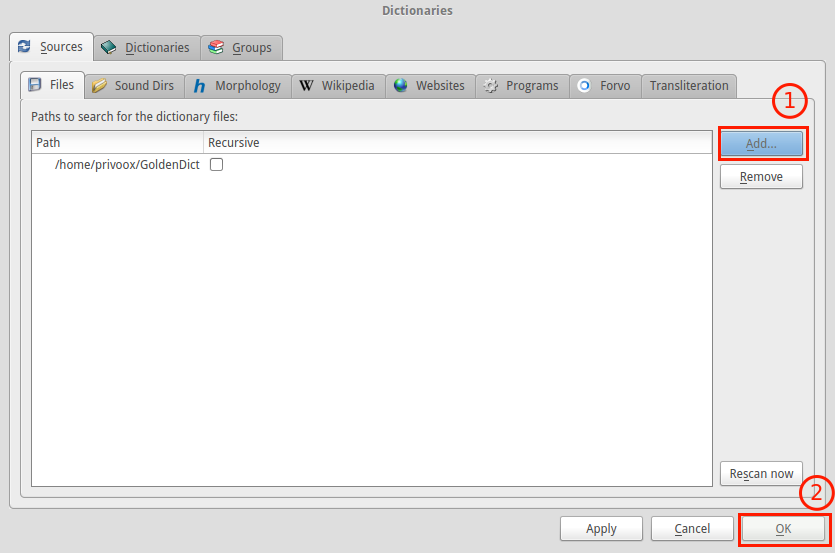 Dictionaries
Sources Dictionaries Groups
Files Sound Dirs h Morphology W Wikipedia Websites Programs Forvo Transliteration
1
Paths to search for the dictionary files:
Path Recursive Add...
/home/privoox/GoldenDict
Remove
Rescan now
2
Apply Cancel OK